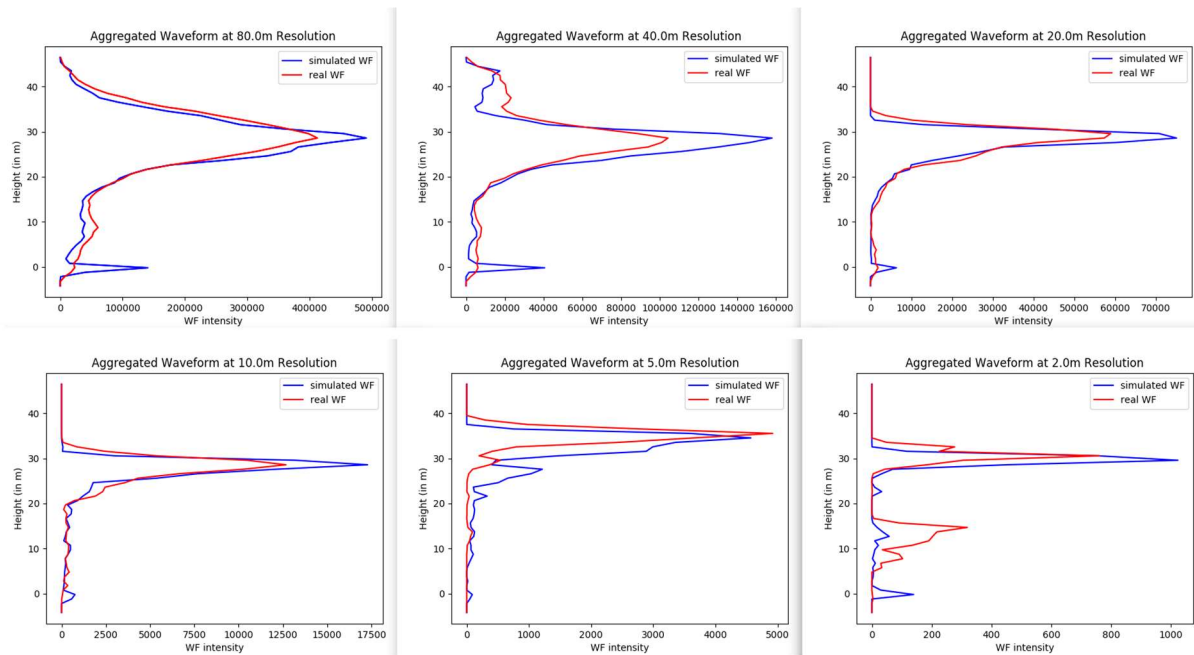 Aggregated Waveform at 80.0m Resolution
simulated WF
real WF
Height (in m)
40
30
20
10
0
0 100000 200000 300000 400000 500000
WF intensity
Aggregated Waveform at 40.0m Resolution
simulated WF
real WF
Height (in m)
40
30
20
10
0
0 20000 40000 60000 80000 100000 120000 140000 160000
WF intensity
Aggregated Waveform at 20.0m Resolution
simulated WF
real WF
Height (in m)
40
30
20
10
0
0 10000 20000 30000 40000 50000 60000 70000
WF intensity
Aggregated Waveform at 10.0m Resolution
simulated WF
real WF
Height (in m)
40
30
20
10
0
0 2500 5000 7500 10000 12500 15000 17500
WF intensity
Aggregated Waveform at 5.0m Resolution
simulated WF
real WF
Height (in m)
40
30
20
10
0
0 1000 2000 3000 4000 5000
WF intensity
Aggregated Waveform at 2.0m Resolution
simulated WF
real WF
Height (in m)
40
30
20
10
0
0 200 400 600 800 1000
WF intensity